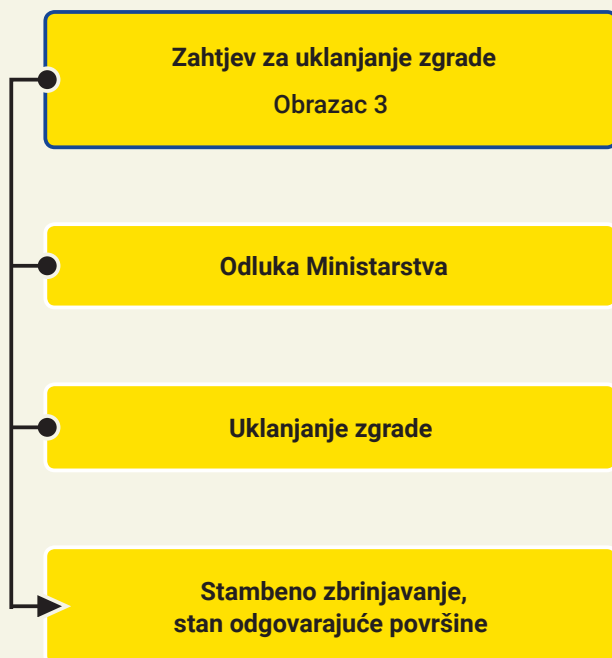 Zahtjev za uklanjanje zgrade
Obrazac 3
Odluka Ministarstva
Uklanjanje zgrade
Stambeno zbrinjavanje,
stan odgovarajuće površine